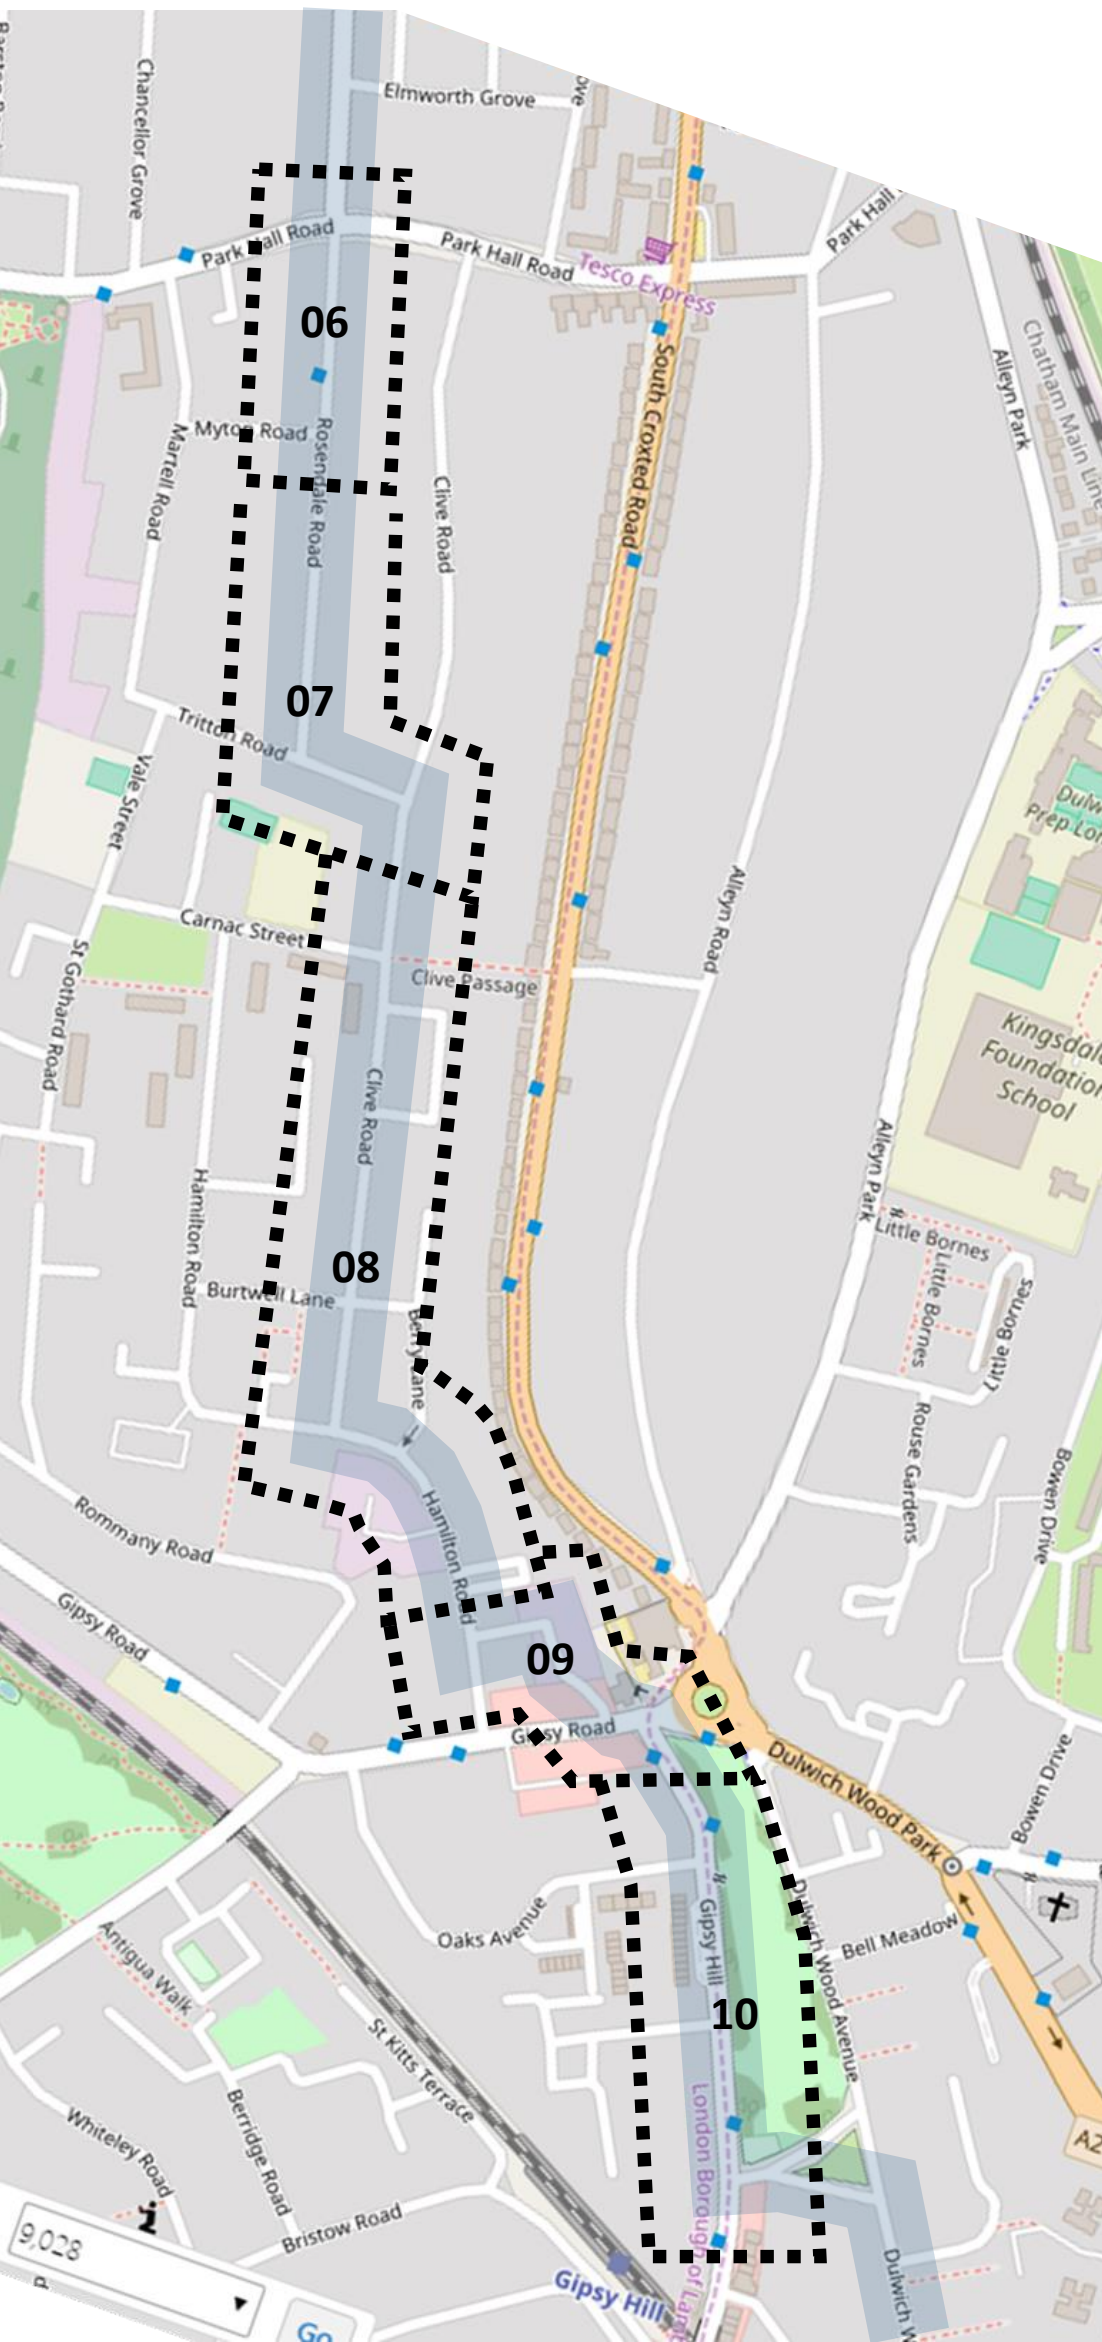 Chancellor Grove
Elmworth Grove
Park Hall Road
Park Hall Road
Park Hall
Tesco Express
06
Myton Road
Rosendale Road
Martell Road
Clive Road
South Croxted Road
Alleyn Park
Chatham Main Line
07
Tritton Road
Vale Street
Carnac Street
Clive Passage
St Gothard Road
Alleyn Road
Kingsdale
Foundation
School
Clive Road
Hamilton Road
Alleyn Park
Little Bornes
Little Bornes
Little Bornes
08
Burtwell Lane
Berry Lane
Rouse Gardens
Bowen Drive
Hamilton Road
Rommany Road
Gipsy Road
09
Gipsy Road
Dulwich Wood Park
Bowen Drive
Oaks Avenue
Gipsy Hill
Dulwich Wood Avenue
Bell Meadow
Antigua Walk
10
St Kitts Terrace
Whiteley Road
Berridge Road
London Borough of
Bristow Road
9,028
Go
Gipsy Hill
Dulwich
A2